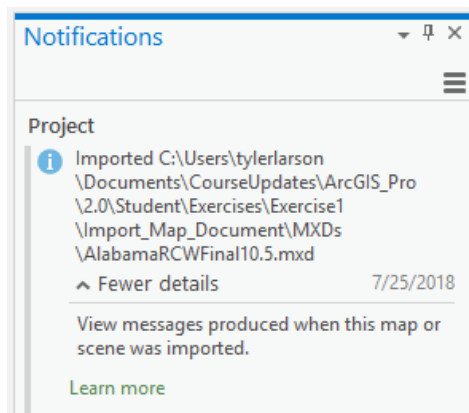 Notifications
Project
Imported C:\Users\tylerlarson
\Documents\CourseUpdates\ArcGIS_Pro
\2.0\Student\Exercises\Exercise1
\Import_Map_Document\MXDs
\AlabamaRCWFinal10.5.mxd
Fewer details 7/25/2018
View messages produced when this map or
scene was imported.
Learn more